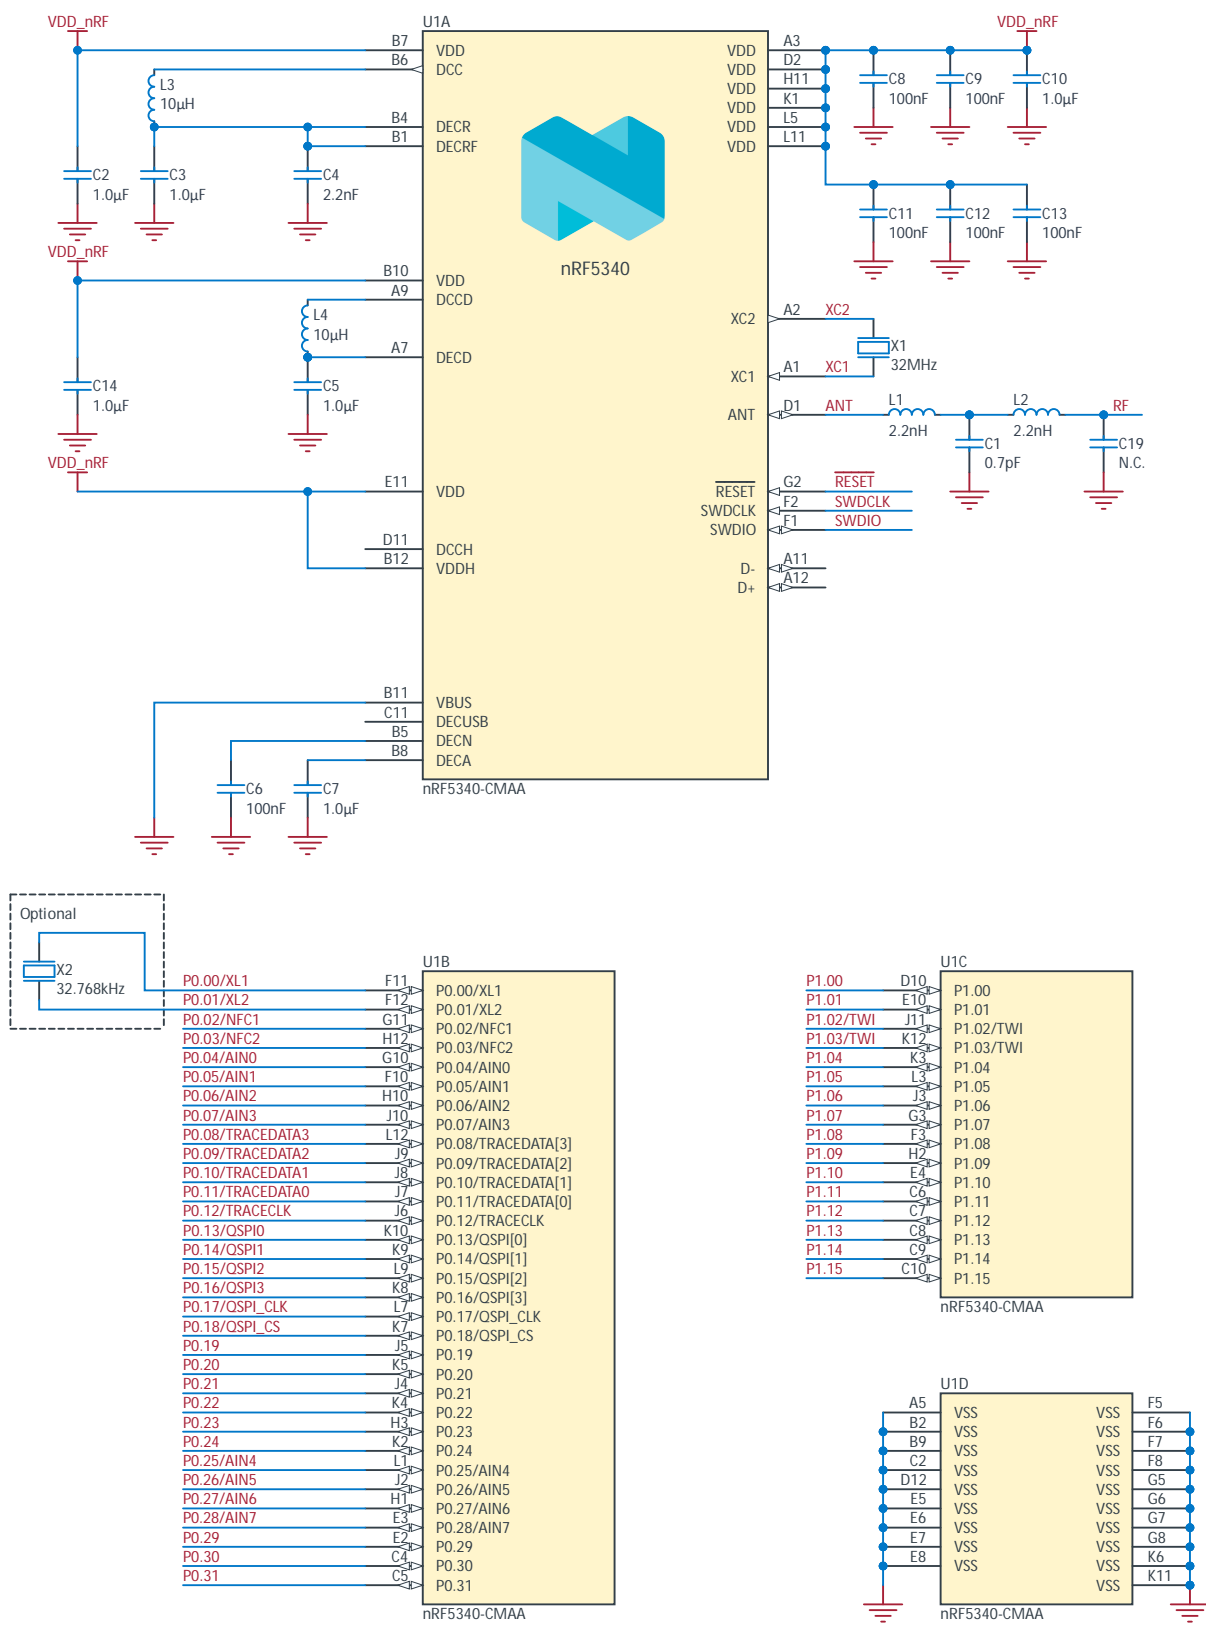 VDD_nRF
U1A
VDD_nRF
B7
VDD
B6
DCC
L3
10µH
B4
DECR
B1
DECRF
C2
1.0µF
C3
1.0µF
C4
2.2nF
VDD
A3
VDD
D2
VDD
H11
VDD
K1
VDD
L5
VDD
L11
C8
100nF
C9
100nF
C10
1.0µF
C11
100nF
C12
100nF
C13
100nF
nRF5340
VDD_nRF
B10
VDD
A9
DCCD
L4
10µH
A7
DECD
C14
1.0µF
C5
1.0µF
XC2
A2
XC2
X1
32MHz
XC1
A1
XC1
ANT
D1
ANT
L1
2.2nH
L2
2.2nH
RF
C1
0.7pF
C19
N.C.
VDD_nRF
E11
VDD
D11
DCCH
B12
VDDH
RESET
G2
RESET
SWDCLK
F2
SWDCLK
SWDIO
F1
SWDIO
D-
A11
D+
A12
B11
VBUS
C11
DECUSB
B5
DECN
B8
DECA
C6
100nF
C7
1.0µF
nRF5340-CMAA
Optional
X2
32.768kHz
U1B
P0.00/XL1 F11 P0.00/XL1
P0.01/XL2 F12 P0.01/XL2
P0.02/NFC1 G11 P0.02/NFC1
P0.03/NFC2 H12 P0.03/NFC2
P0.04/AIN0 G10 P0.04/AIN0
P0.05/AIN1 F10 P0.05/AIN1
P0.06/AIN2 H10 P0.06/AIN2
P0.07/AIN3 J10 P0.07/AIN3
P0.08/TRACEDATA3 L12 P0.08/TRACEDATA[3]
P0.09/TRACEDATA2 J9 P0.09/TRACEDATA[2]
P0.10/TRACEDATA1 J8 P0.10/TRACEDATA[1]
P0.11/TRACEDATA0 J7 P0.11/TRACEDATA[0]
P0.12/TRACECLK J6 P0.12/TRACECLK
P0.13/QSPI0 K10 P0.13/QSPI[0]
P0.14/QSPI1 K9 P0.14/QSPI[1]
P0.15/QSPI2 L9 P0.15/QSPI[2]
P0.16/QSPI3 K8 P0.16/QSPI[3]
P0.17/QSPI_CLK L7 P0.17/QSPI_CLK
P0.18/QSPI_CS K7 P0.18/QSPI_CS
P0.19 J5 P0.19
P0.20 K5 P0.20
P0.21 J4 P0.21
P0.22 K4 P0.22
P0.23 H3 P0.23
P0.24 K2 P0.24
P0.25/AIN4 L1 P0.25/AIN4
P0.26/AIN5 J2 P0.26/AIN5
P0.27/AIN6 H1 P0.27/AIN6
P0.28/AIN7 E3 P0.28/AIN7
P0.29 E2 P0.29
P0.30 C4 P0.30
P0.31 C5 P0.31
nRF5340-CMAA
U1C
P1.00 D10 P1.00
P1.01 E10 P1.01
P1.02/TWI J11 P1.02/TWI
P1.03/TWI K12 P1.03/TWI
P1.04 K3 P1.04
P1.05 L3 P1.05
P1.06 J3 P1.06
P1.07 G3 P1.07
P1.08 F3 P1.08
P1.09 H2 P1.09
P1.10 E4 P1.10
P1.11 C6 P1.11
P1.12 C7 P1.12
P1.13 C8 P1.13
P1.14 C9 P1.14
P1.15 C10 P1.15
nRF5340-CMAA
U1D
A5 VSS VSS F5
B2 VSS VSS F6
B9 VSS VSS F7
C2 VSS VSS F8
D12 VSS VSS G5
E5 VSS VSS G6
E6 VSS VSS G7
E7 VSS VSS G8
E8 VSS VSS K6
VSS K11
nRF5340-CMAA